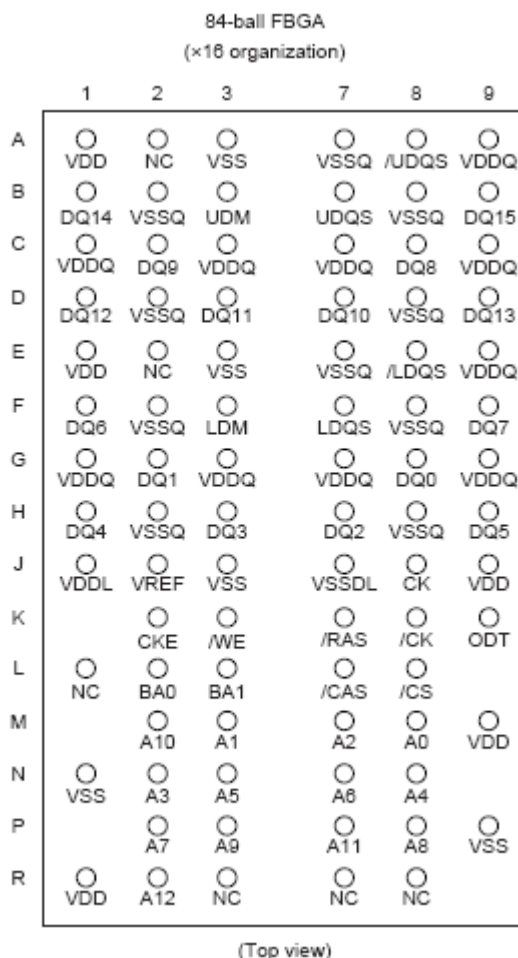 84-ball FBGA
(×16 organization)
1 2 3 7 8 9
A
VDD NC VSS VSSQ /UDQS VDDQ
B
DQ14 VSSQ UDM UDQS VSSQ DQ15
C
VDDQ DQ9 VDDQ VDDQ DQ8 VDDQ
D
DQ12 VSSQ DQ11 DQ10 VSSQ DQ13
E
VDD NC VSS VSSQ /LDQS VDDQ
F
DQ6 VSSQ LDM LDQS VSSQ DQ7
G
VDDQ DQ1 VDDQ VDDQ DQ0 VDDQ
H
DQ4 VSSQ DQ3 DQ2 VSSQ DQ5
J
VDDL VREF VSS VSSDL CK VDD
K
CKE /WE /RAS /CK ODT
L
NC BA0 BA1 /CAS /CS
M
A10 A1 A2 A0 VDD
N
VSS A3 A5 A6 A4
P
A7 A9 A11 A8 VSS
R
VDD A12 NC NC NC
(Top view)